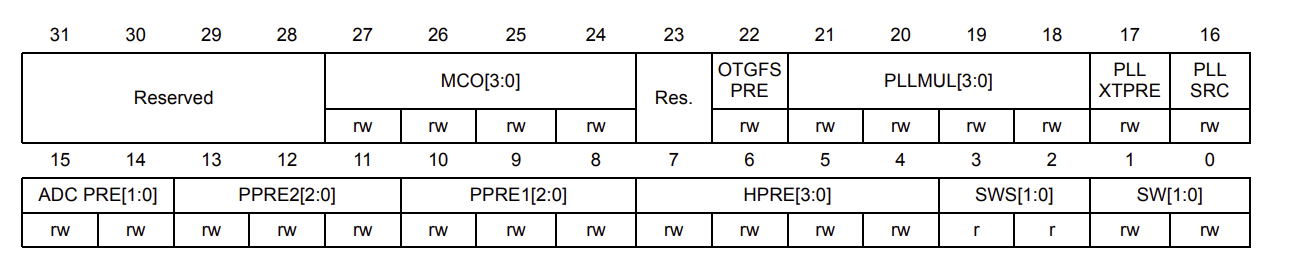 31 30 29 28 27 26 25 24 23 22 21 20 19 18 17 16
Reserved MCO[3:0] Res. OTGFS PRE PLLMUL[3:0] PLL XTPRE PLL SRC
rw rw rw rw rw rw rw rw rw rw rw
15 14 13 12 11 10 9 8 7 6 5 4 3 2 1 0
ADC PRE[1:0] PPRE2[2:0] PPRE1[2:0] HPRE[3:0] SWS[1:0] SW[1:0]
rw rw rw rw rw rw rw rw rw rw rw rw r r rw rw